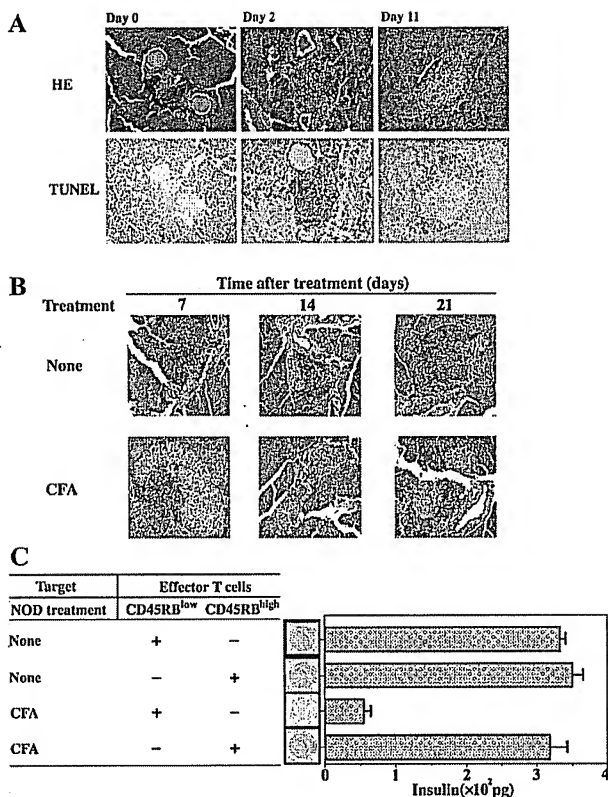 A
Day 0 Day 2 Day 11
HE
TUNEL
B
Time after treatment (days)
Treatment 7 14 21
None
CFA
C
Target Effector T cells
NOD treatment CD45RBlow CD45RBhigh
None + −
None − +
CFA + −
CFA − +
0 1 2 3 4
Insulin(×10²pg)